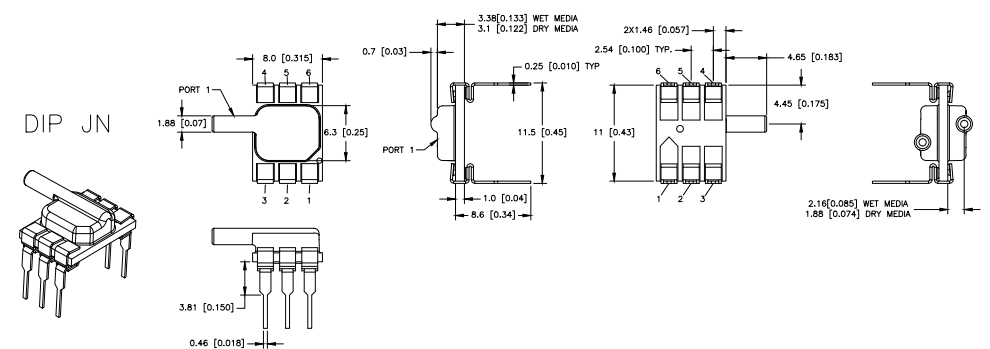 DIP JN
8.0 [0.315]
4 5 6
PORT 1
1.88 [0.07]
6.3 [0.25]
3 2 1
3.81 [0.150]
0.46 [0.018]
3.38[0.133] WET MEDIA
3.1 [0.122] DRY MEDIA
0.7 [0.03]
0.25 [0.010] TYP
11.5 [0.45]
PORT 1
1.0 [0.04]
8.6 [0.34]
2X1.46 [0.057]
2.54 [0.100] TYP.
4.65 [0.183]
6 5 4
4.45 [0.175]
11 [0.43]
1 2 3
2.16[0.085] WET MEDIA
1.88 [0.074] DRY MEDIA